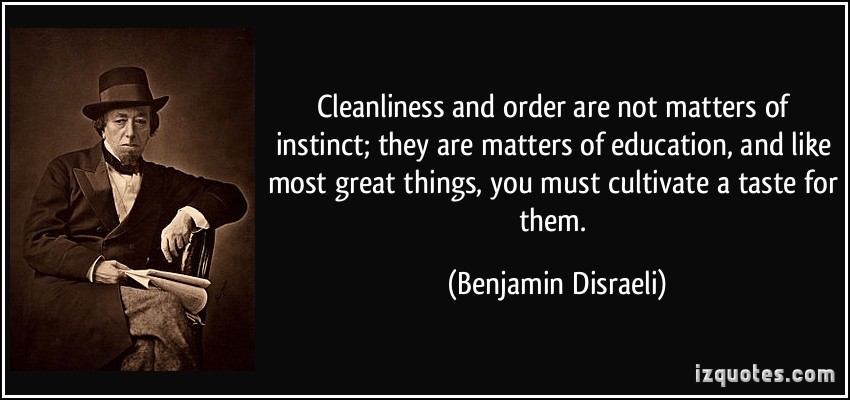 Cleanliness and order are not matters of
instinct; they are matters of education, and like
most great things, you must cultivate a taste for
them.
(Benjamin Disraeli)
izquotes.com